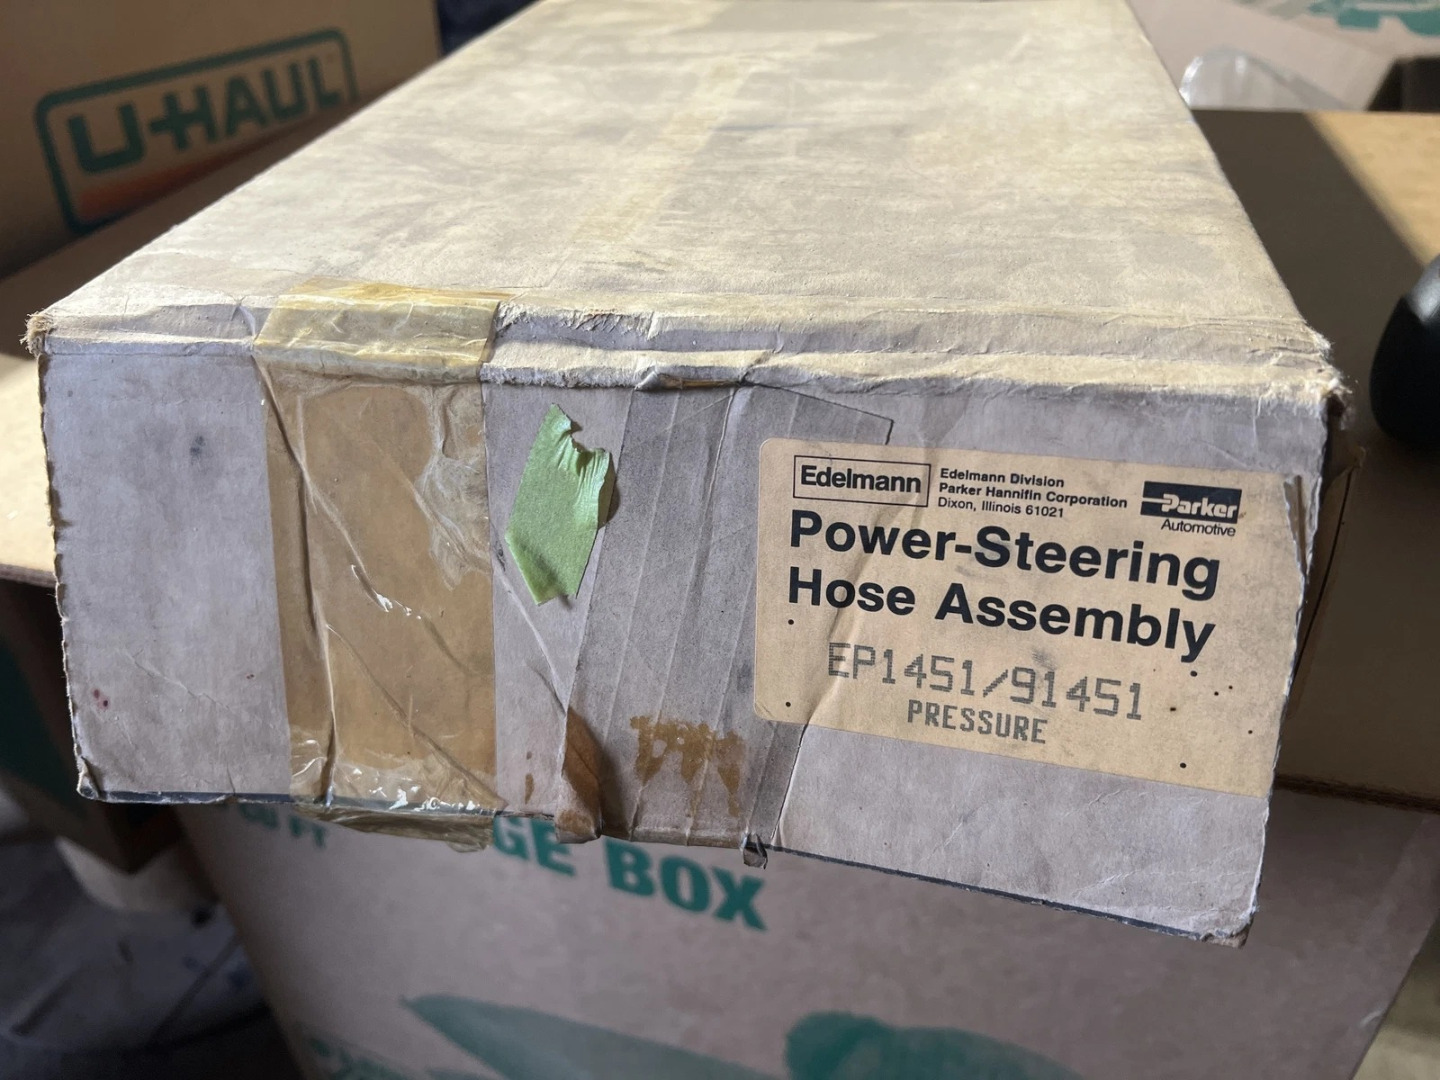 U-HAUL
Edelmann
Edelmann Division
Parker Hannifin Corporation
Dixon, Illinois 61021
Parker
Automotive
Power-Steering
Hose Assembly
EP1451/91451
PRESSURE
FT
GE BOX